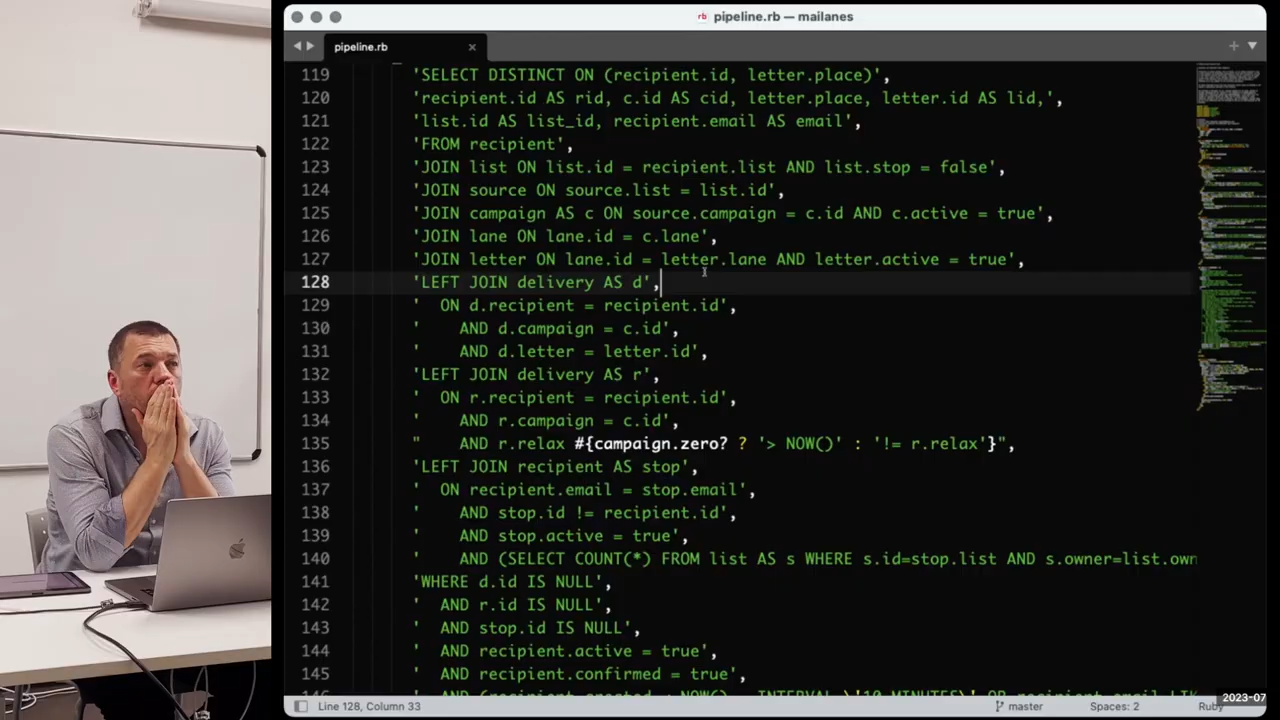 rb pipeline.rb — mailanes
pipeline.rb ×
119 'SELECT DISTINCT ON (recipient.id, letter.place)',
120 'recipient.id AS rid, c.id AS cid, letter.place, letter.id AS lid,',
121 'list.id AS list_id, recipient.email AS email',
122 'FROM recipient',
123 'JOIN list ON list.id = recipient.list AND list.stop = false',
124 'JOIN source ON source.list = list.id',
125 'JOIN campaign AS c ON source.campaign = c.id AND c.active = true',
126 'JOIN lane ON lane.id = c.lane',
127 'JOIN letter ON lane.id = letter.lane AND letter.active = true',
128 'LEFT JOIN delivery AS d',
129 '  ON d.recipient = recipient.id',
130 '    AND d.campaign = c.id',
131 '    AND d.letter = letter.id',
132 'LEFT JOIN delivery AS r',
133 '  ON r.recipient = recipient.id',
134 '    AND r.campaign = c.id',
135 "    AND r.relax #{campaign.zero? ? '> NOW()' : '!= r.relax'}",
136 'LEFT JOIN recipient AS stop',
137 '  ON recipient.email = stop.email',
138 '    AND stop.id != recipient.id',
139 '    AND stop.active = true',
140 '    AND (SELECT COUNT(*) FROM list AS s WHERE s.id=stop.list AND s.owner=list.own
141 'WHERE d.id IS NULL',
142 '  AND r.id IS NULL',
143 '  AND stop.id IS NULL',
144 '  AND recipient.active = true',
145 '  AND recipient.confirmed = true',
Line 128, Column 33
master
Spaces: 2
Ruby
2023-07